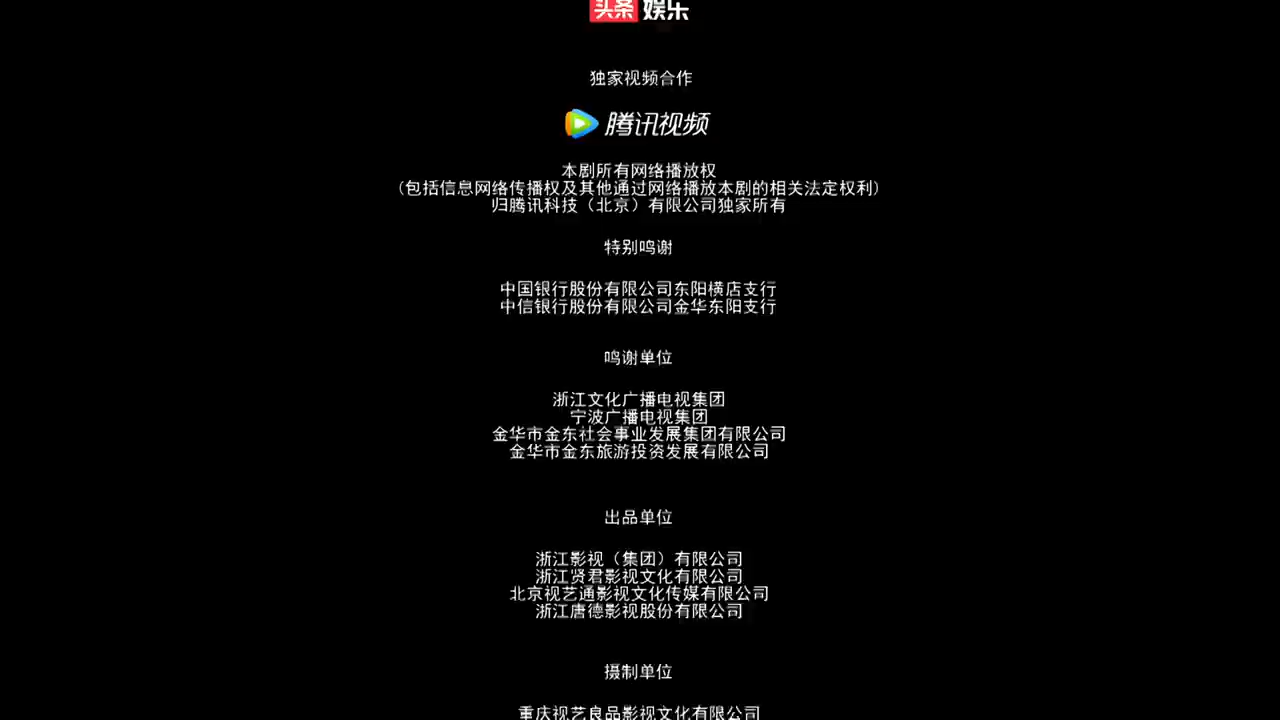 头条 娱乐
独家视频合作
腾讯视频
本剧所有网络播放权
(包括信息网络传播权及其他通过网络播放本剧的相关法定权利)
归腾讯科技（北京）有限公司独家所有
特别鸣谢
中国银行股份有限公司东阳横店支行
中信银行股份有限公司金华东阳支行
鸣谢单位
浙江文化广播电视集团
宁波广播电视集团
金华市金东社会事业发展集团有限公司
金华市金东旅游投资发展有限公司
出品单位
浙江影视（集团）有限公司
浙江贤君影视文化有限公司
北京视艺通影视文化传媒有限公司
浙江唐德影视股份有限公司
摄制单位
重庆视艺良品影视文化有限公司